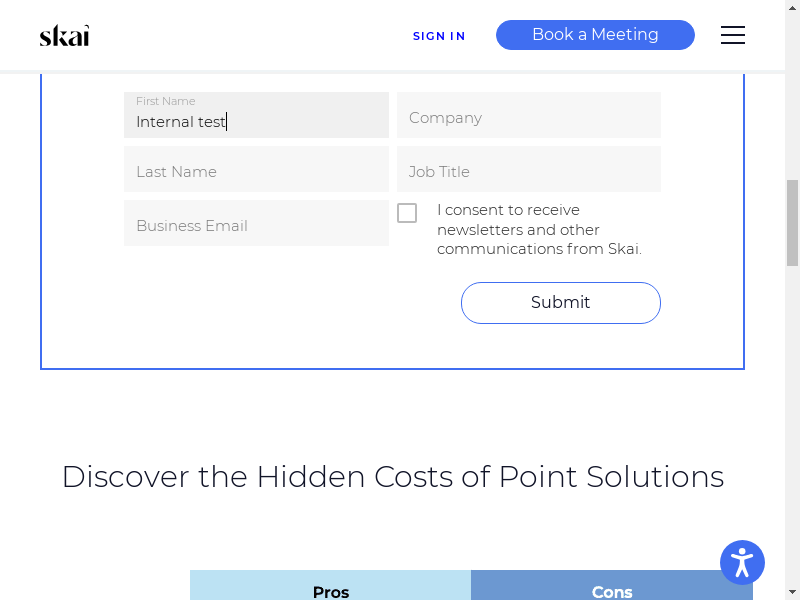 skai
SIGN IN
Book a Meeting
First Name
Internal test
Company
Last Name
Job Title
Business Email
I consent to receive
newsletters and other
communications from Skai.
Submit
Discover the Hidden Costs of Point Solutions
Pros
Cons